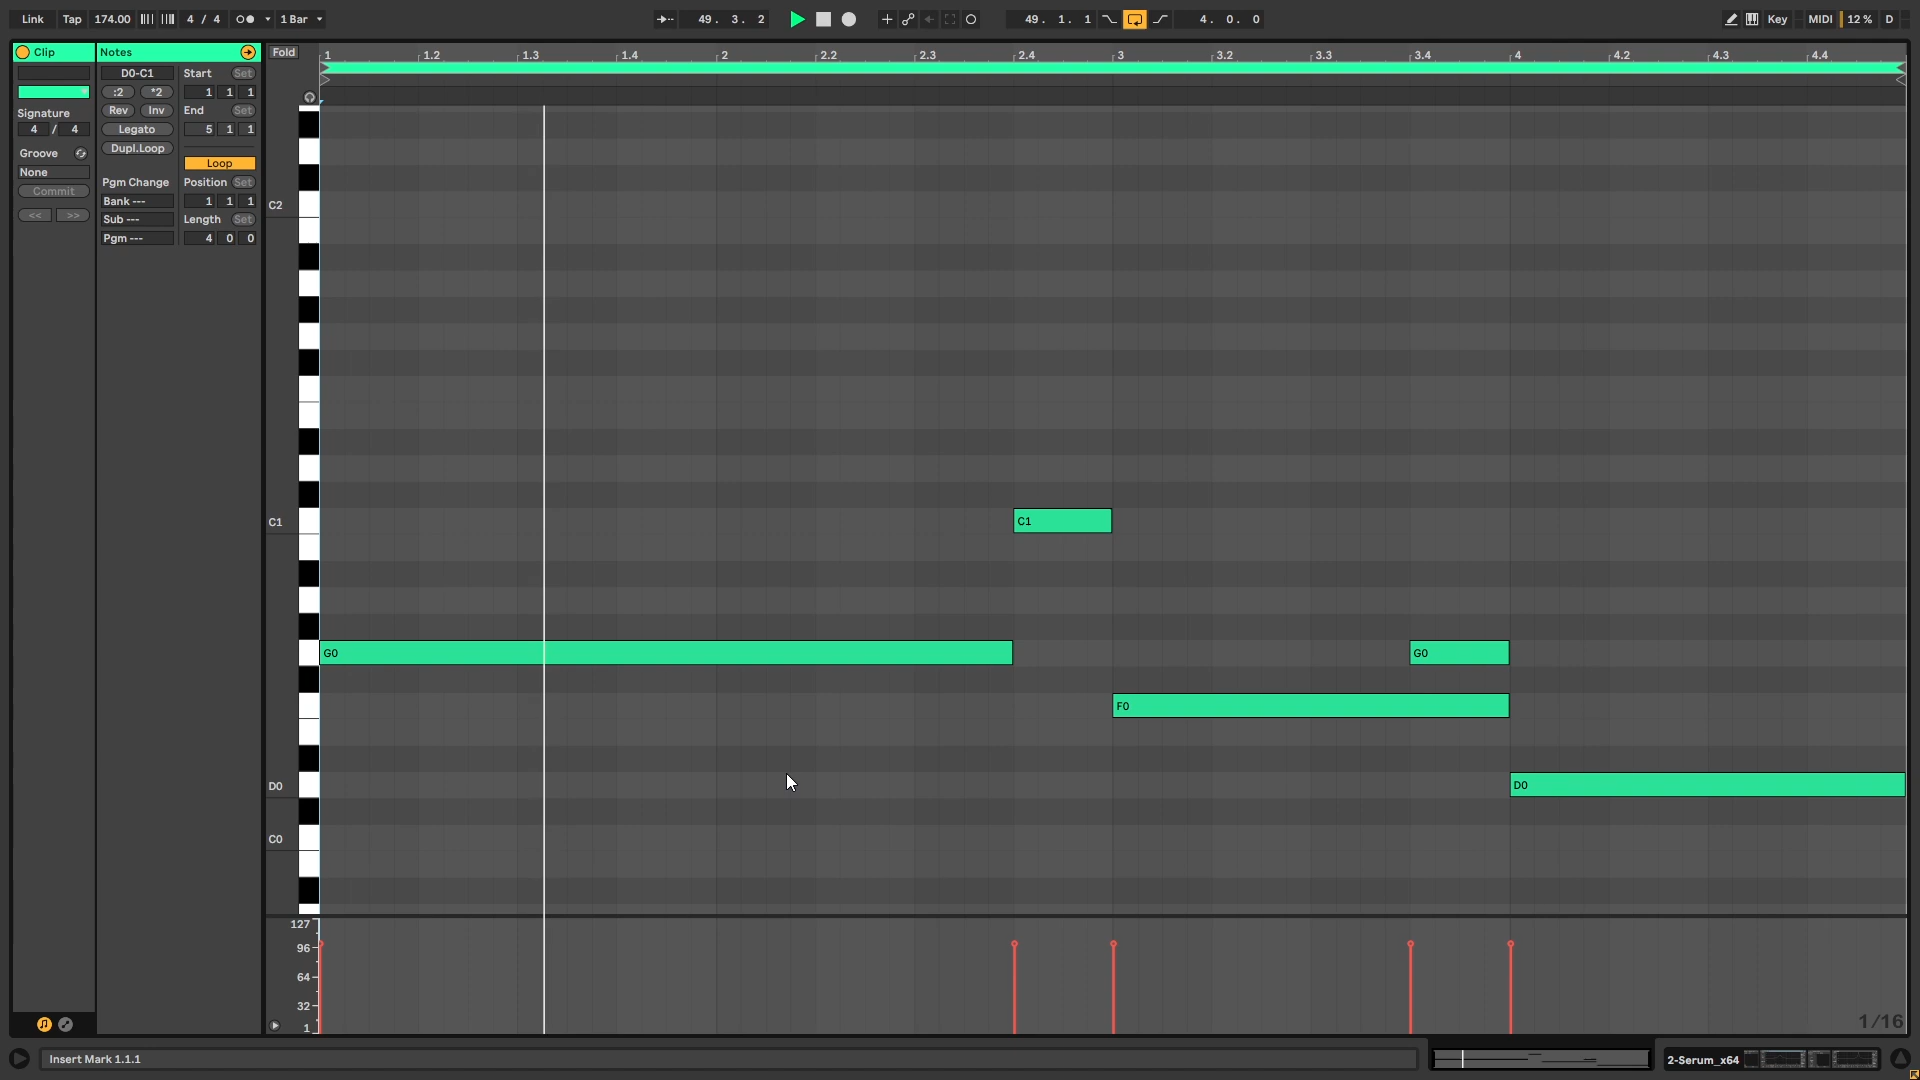 Link Tap 174.00 4 / 4 1 Bar 49. 3. 2 49. 1. 1 4. 0. 0 Key MIDI 12 % D
Clip
Signature
4 / 4
Groove
None
Commit
<< >>
Notes
D0-C1 Start Set
:2 *2 1 1 1
Rev Inv End Set
Legato 5 1 1
Dupl.Loop
Loop
Pgm Change Position Set
Bank --- 1 1 1
Sub --- Length Set
Pgm --- 4 0 0
Fold 1 1.2 1.3 1.4 2 2.2 2.3 2.4 3 3.2 3.3 3.4 4 4.2 4.3 4.4
C2
C1 C1
G0 G0
F0
D0 D0
C0
127
96
64
32
1
1/16
Insert Mark 1.1.1 2-Serum_x64